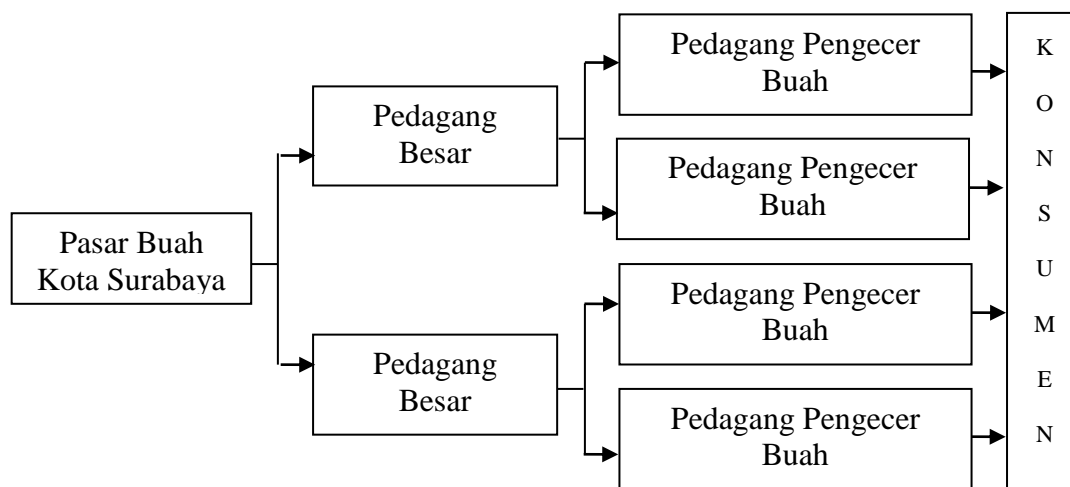 Pasar Buah
Kota Surabaya
Pedagang
Besar
Pedagang
Besar
Pedagang Pengecer
Buah
Pedagang Pengecer
Buah
Pedagang Pengecer
Buah
Pedagang Pengecer
Buah
K
O
N
S
U
M
E
N